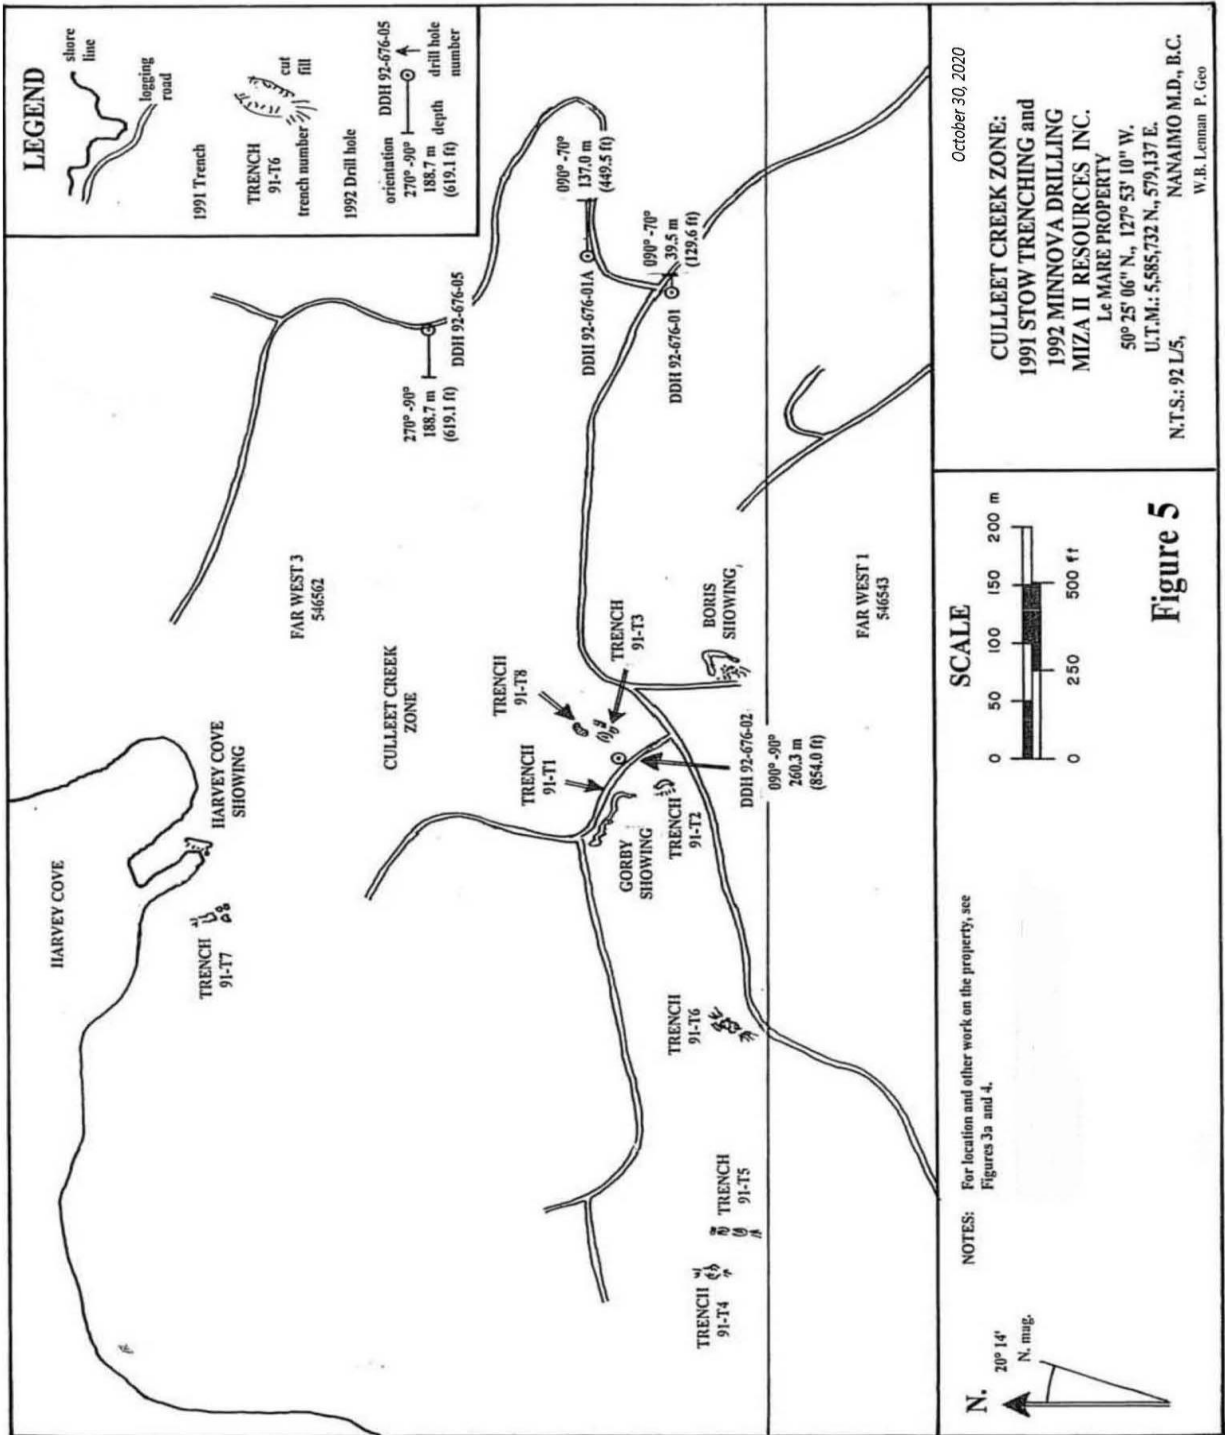 LEGEND
shore
line
logging
road
1991 Trench
TRENCH
91-T6
cut
fill
trench number
1992 Drill hole
orientation
DDH 92-676-05
270° -90°
188.7 m
depth
(619.1 ft)
drill hole
number
HARVEY COVE
HARVEY COVE
SHOWING
TRENCH
91-T7
FAR WEST 3
546562
CULLEET CREEK
ZONE
270° -90°
188.7 m
(619.1 ft)
DDH 92-676-05
090° -70°
137.0 m
(449.5 ft)
DDH 92-676-01A
090° -70°
39.5 m
(129.6 ft)
DDH 92-676-01
TRENCH
91-T8
TRENCH
91-T1
TRENCH
91-T3
GORBY
SHOWING
TRENCH
91-T2
BORIS
SHOWING
DDH 92-676-02
090° -90°
260.3 m
(854.0 ft)
TRENCH
91-T6
TRENCH
91-T5
TRENCH
91-T4
FAR WEST 1
546543
N.
20° 14'
N. mag.
NOTES: For location and other work on the property, see
Figures 3a and 4.
SCALE
0 50 100 150 200 m
0 250 500 ft
Figure 5
October 30, 2020
CULLEET CREEK ZONE:
1991 STOW TRENCHING and
1992 MINNOVA DRILLING
MIZA II RESOURCES INC.
Le MARE PROPERTY
50° 25' 06" N., 127° 53' 10" W.
U.T.M.: 5,585,732 N., 579,137 E.
N.T.S.: 92 L/5, NANAIMO M.D., B.C.
W.B. Lennan P. Geo